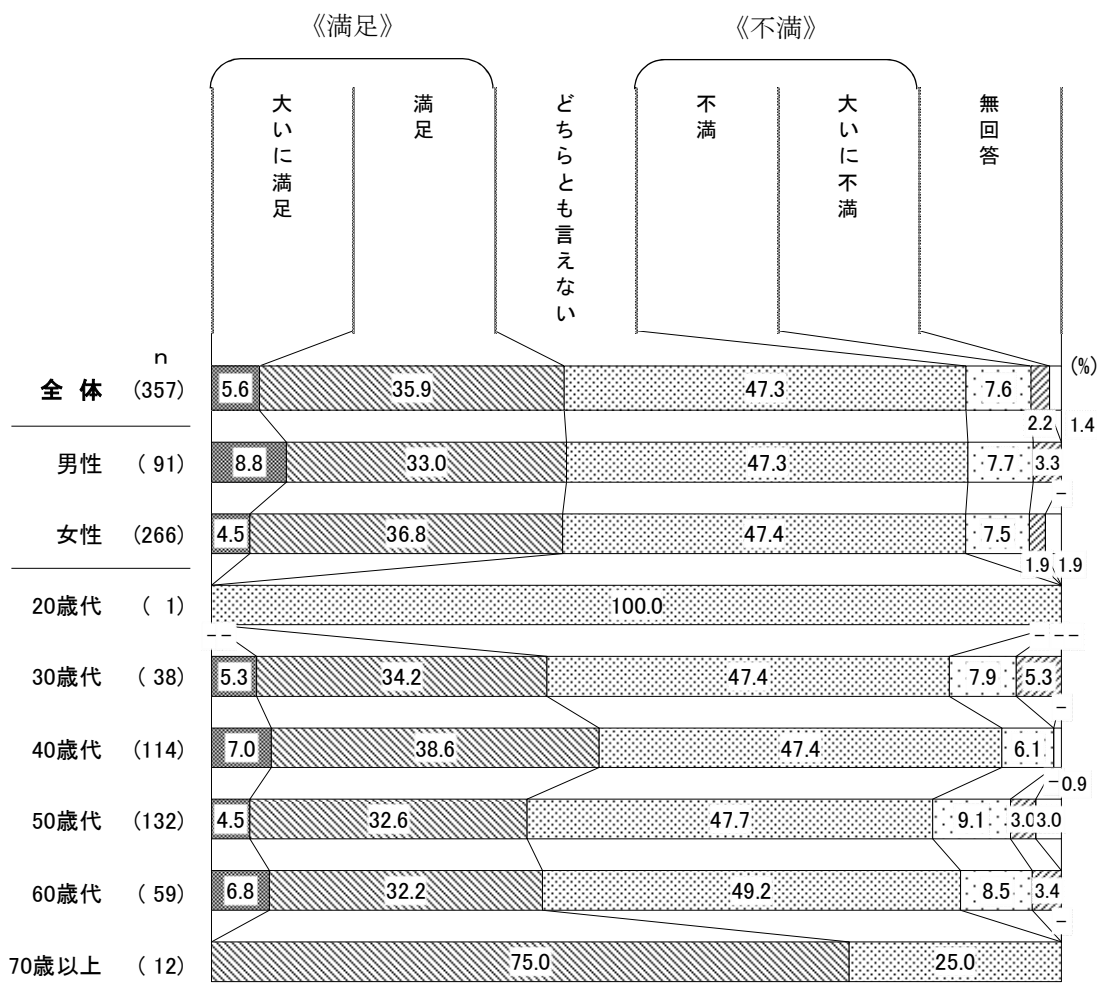 《満足》 《不満》
大いに満足
満足
どちらとも言えない
不満
大いに不満
無回答
n
(%)
全 体 (357) 5.6 35.9 47.3 7.6
2.2 1.4
男性 ( 91) 8.8 33.0 47.3 7.7 3.3
-
女性 (266) 4.5 36.8 47.4 7.5
1.9 1.9
20歳代 ( 1) 100.0
- - - - -
30歳代 ( 38) 5.3 34.2 47.4 7.9 5.3
-
40歳代 (114) 7.0 38.6 47.4 6.1
- 0.9
50歳代 (132) 4.5 32.6 47.7 9.1 3.0 3.0
60歳代 ( 59) 6.8 32.2 49.2 8.5 3.4
-
70歳以上 ( 12) 75.0 25.0